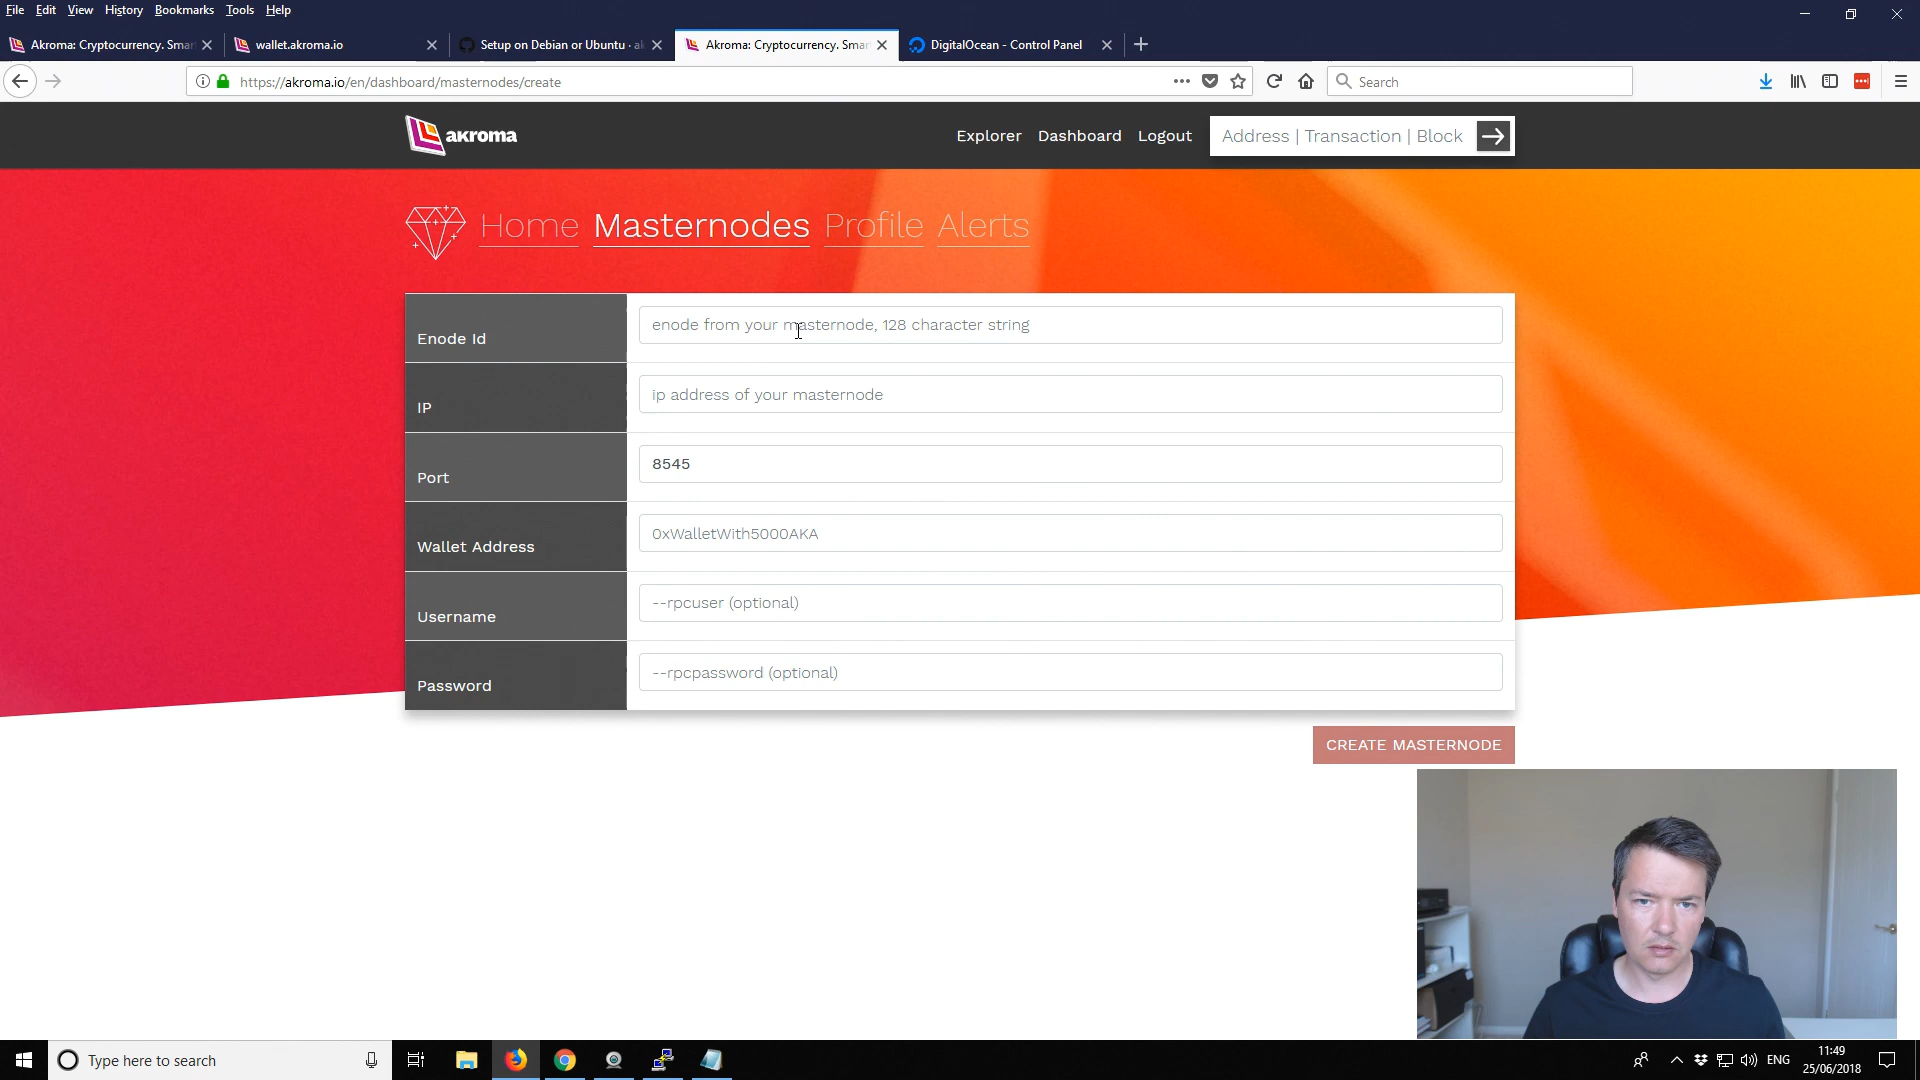 File Edit View History Bookmarks Tools Help
Akroma: Cryptocurrency. Smar
wallet.akroma.io
Setup on Debian or Ubuntu · ak
Akroma: Cryptocurrency. Smar
DigitalOcean - Control Panel
https://akroma.io/en/dashboard/masternodes/create
Search
aкroma
Explorer Dashboard Logout
Address | Transaction | Block
Home Masternodes Profile Alerts
Enode Id
enode from your masternode, 128 character string
IP
ip address of your masternode
Port
8545
Wallet Address
0xWalletWith5000AKA
Username
--rpcuser (optional)
Password
--rpcpassword (optional)
CREATE MASTERNODE
Type here to search
ENG
11:49
25/06/2018